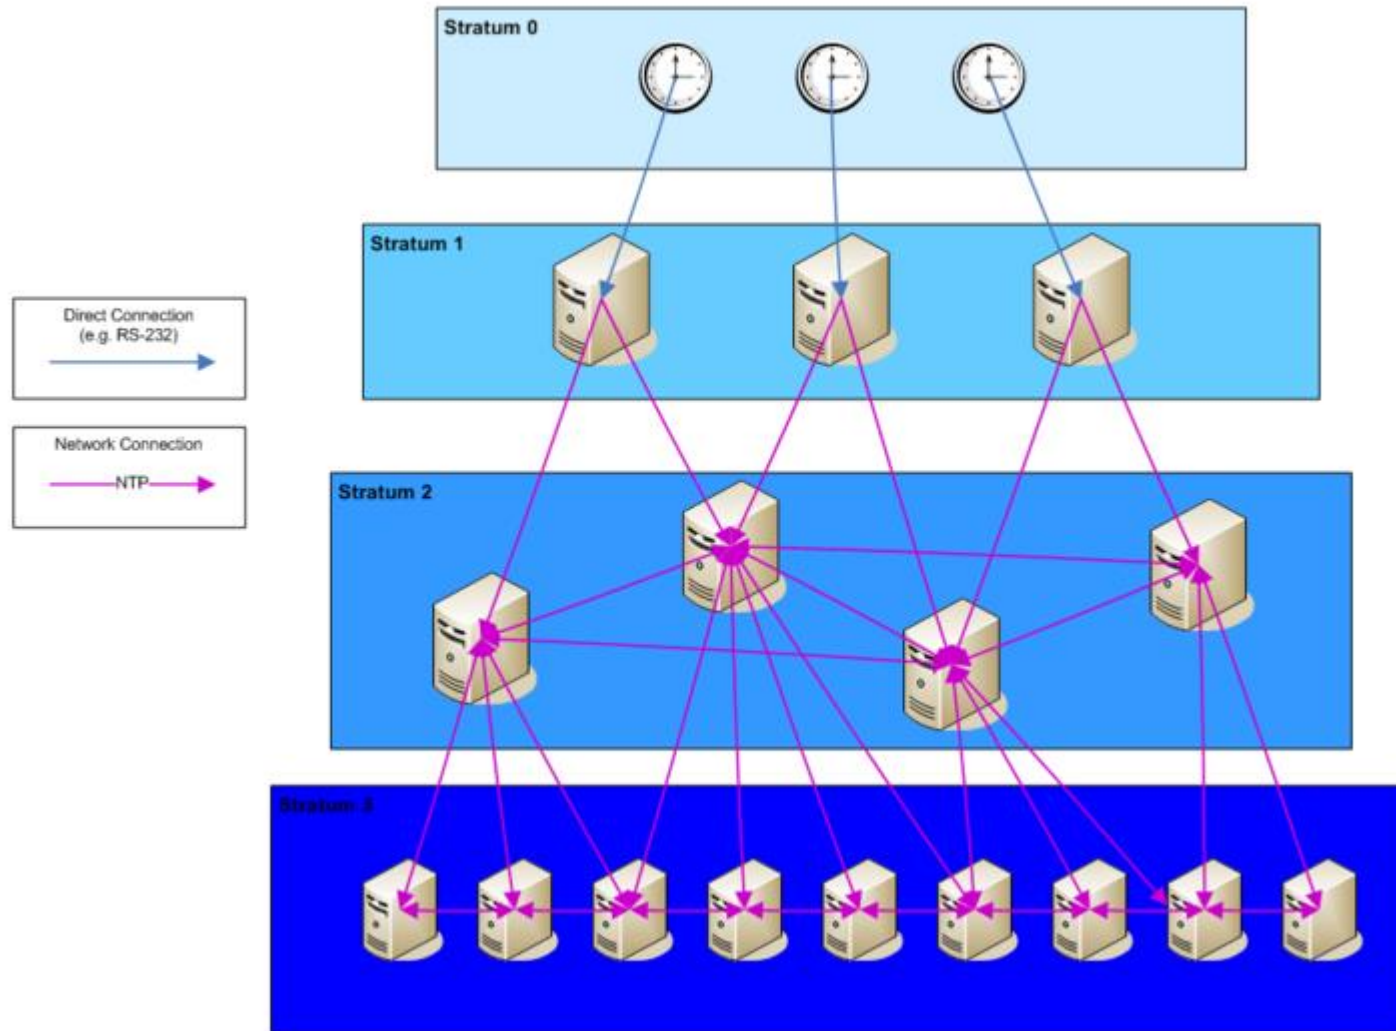 Stratum 0
Stratum 1
Direct Connection
(e.g. RS-232)
Network Connection
NTP
Stratum 2
Stratum 3